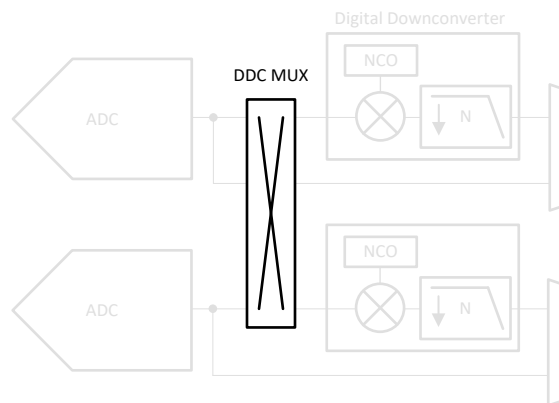 Digital Downconverter
NCO
DDC MUX
ADC
N
NCO
ADC
N